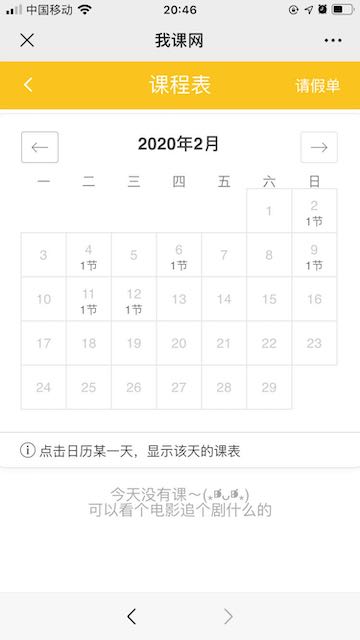 中国移动 20:46
我课网
课程表 请假单
2020年2月
一 二 三 四 五 六 日
1 2
1节
3 4 5 6 7 8 9
1节 1节 1节
10 11 12 13 14 15 16
1节 1节
17 18 19 20 21 22 23
24 25 26 27 28 29
点击日历某一天，显示该天的课表
今天没有课～
可以看个电影追个剧什么的